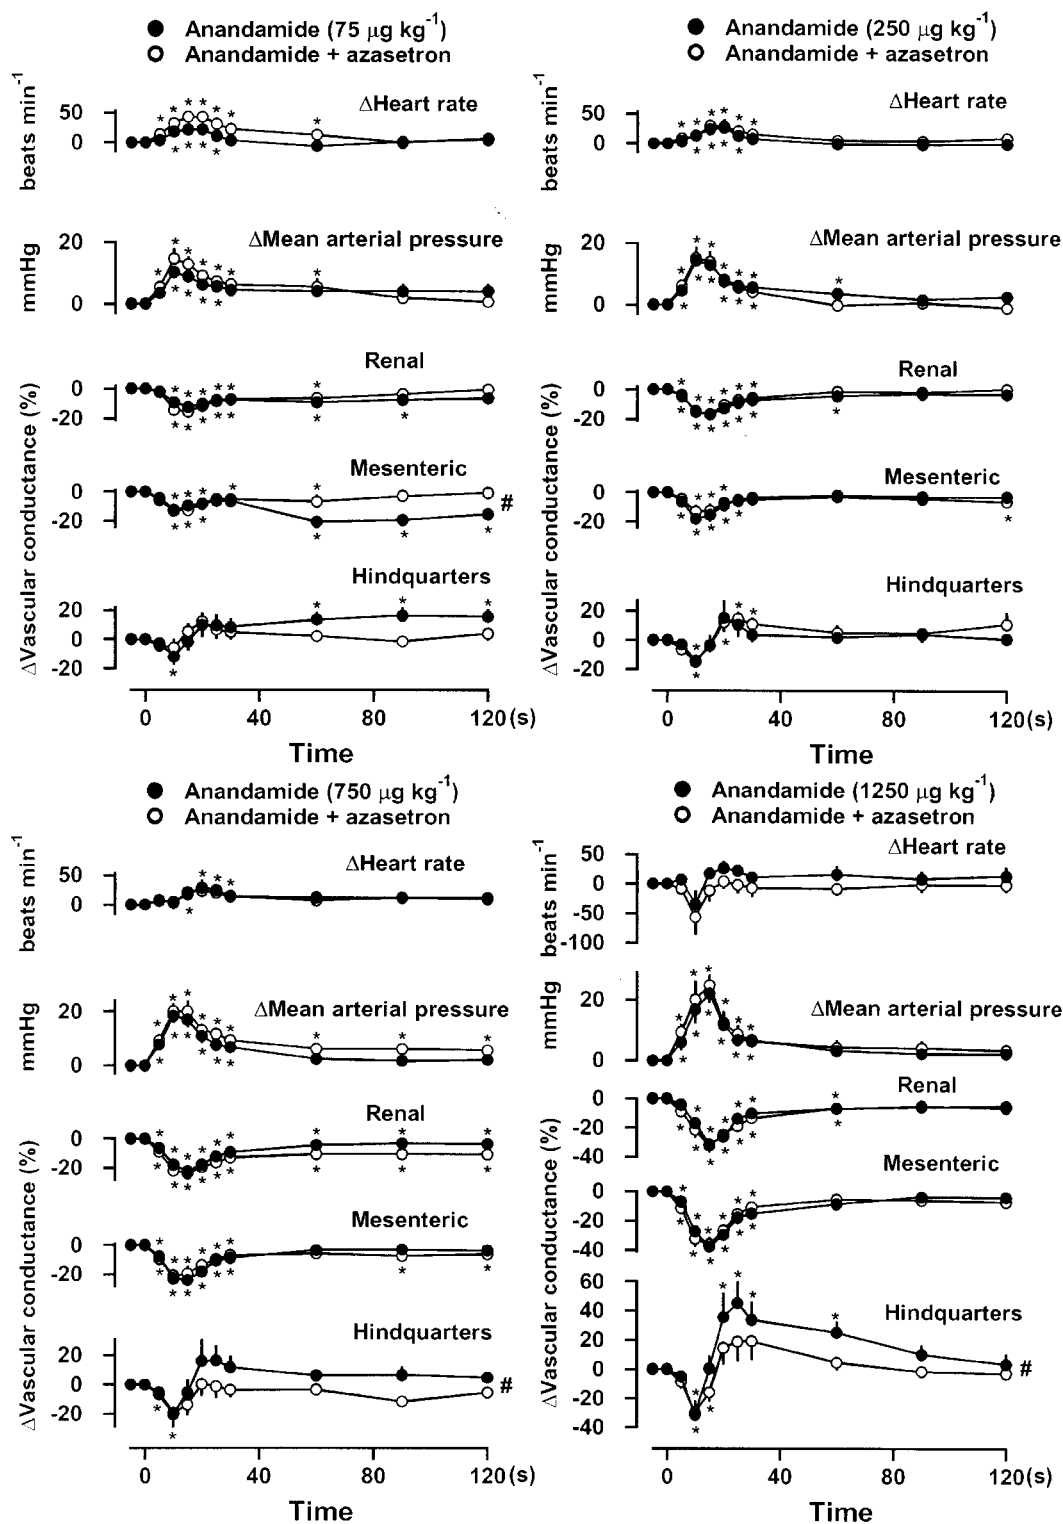 ● Anandamide (75 μg kg⁻¹)
○ Anandamide + azasetron
beats min⁻¹
50
0
ΔHeart rate
mmHg
20
0
ΔMean arterial pressure
ΔVascular conductance (%)
Renal
0
-20
Mesenteric
0
-20
#
Hindquarters
20
0
-20
0 40 80 120 (s)
Time
● Anandamide (250 μg kg⁻¹)
○ Anandamide + azasetron
beats min⁻¹
50
0
ΔHeart rate
mmHg
20
0
ΔMean arterial pressure
ΔVascular conductance (%)
Renal
0
-20
Mesenteric
0
-20
Hindquarters
20
0
-20
0 40 80 120 (s)
Time
● Anandamide (750 μg kg⁻¹)
○ Anandamide + azasetron
beats min⁻¹
50
0
ΔHeart rate
mmHg
20
0
ΔMean arterial pressure
ΔVascular conductance (%)
Renal
0
-20
Mesenteric
0
-20
Hindquarters
20
0
-20
#
0 40 80 120 (s)
Time
● Anandamide (1250 μg kg⁻¹)
○ Anandamide + azasetron
beats min⁻¹
50
0
-50
-100
ΔHeart rate
mmHg
20
0
ΔMean arterial pressure
ΔVascular conductance (%)
Renal
0
-20
-40
Mesenteric
0
-20
-40
Hindquarters
60
40
20
0
-20
-40
#
0 40 80 120 (s)
Time